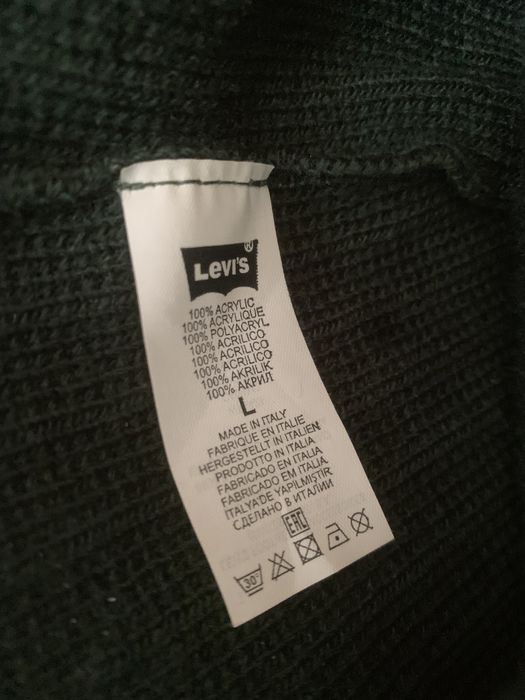 Levi's ®
100% ACRYLIC
100% ACRYLIQUE
100% POLYACRYL
100% ACRILICO
100% ACRILICO
100% ACRILICO
100% AKRILIK
100% АКРИЛ
L
MADE IN ITALY
FABRIQUE EN ITALIE
HERGESTELLT IN ITALIEN
PRODOTTO IN ITALIA
FABRICADO EN ITALIA
FABRICADO EM ITALIA
ITALYA'DE YAPILMIŞTIR
СДЕЛАНО В ИТАЛИИ
EAC
30°